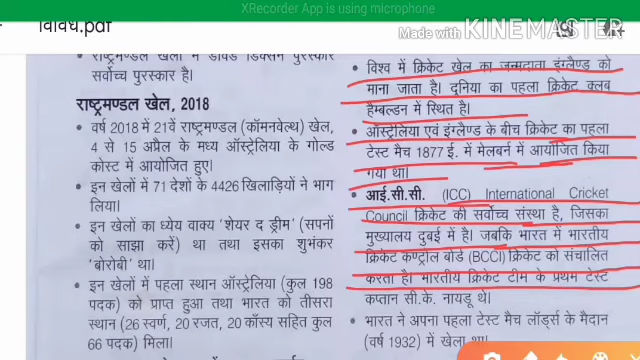 XRecorder App is using microphone
Made with KINEMASTER
विविध.pdf
सर्वोच्च पुरस्कार है।
राष्ट्रमण्डल खेल, 2018
• वर्ष 2018 में 21वें राष्ट्रमण्डल (कॉमनवेल्थ) खेल,
4 से 15 अप्रैल के मध्य ऑस्ट्रेलिया के गोल्ड
कोस्ट में आयोजित हुए।
• इन खेलों में 71 देशों के 4426 खिलाड़ियों ने भाग
लिया।
• इन खेलों का ध्येय वाक्य 'शेयर द ड्रीम' (सपनों
को साझा करें) था तथा इसका शुभंकर
'बोरोबी' था।
• इन खेलों में पहला स्थान ऑस्ट्रेलिया (कुल 198
पदक) को प्राप्त हुआ तथा भारत को तीसरा
स्थान (26 स्वर्ण, 20 रजत, 20 काँस्य सहित कुल
66 पदक) मिला।
• विश्व में क्रिकेट खेल का जन्मदाता इंग्लैण्ड को
माना जाता है। दुनिया का पहला क्रिकेट क्लब
हैम्बल्डन में स्थित है।
• ऑस्ट्रेलिया एवं इंग्लैण्ड के बीच क्रिकेट का पहला
टेस्ट मैच 1877 ई. में मेलबर्न में आयोजित किया
गया था।
• आई.सी.सी. (ICC) International Cricket
Council क्रिकेट की सर्वोच्च संस्था है, जिसका
मुख्यालय दुबई में है। जबकि भारत में भारतीय
क्रिकेट कण्ट्रोल बोर्ड (BCCI) क्रिकेट को संचालित
करता है। भारतीय क्रिकेट टीम के प्रथम टेस्ट
कप्तान सी.के. नायडू थे।
• भारत ने अपना पहला टेस्ट मैच लॉर्ड्स के मैदान
(वर्ष 1932) में खेला था।